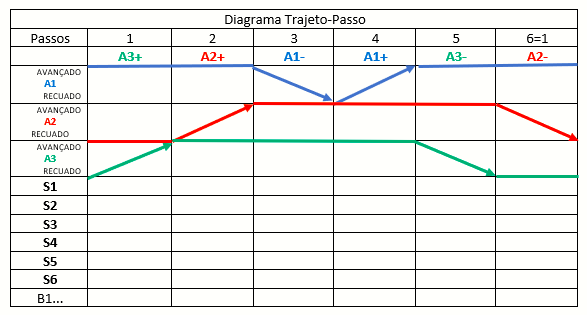 Diagrama Trajeto-Passo
Passos 1 2 3 4 5 6=1
A3+ A2+ A1- A1+ A3- A2-
AVANÇADO
A1
RECUADO
AVANÇADO
A2
RECUADO
AVANÇADO
A3
RECUADO
S1
S2
S3
S4
S5
S6
B1...